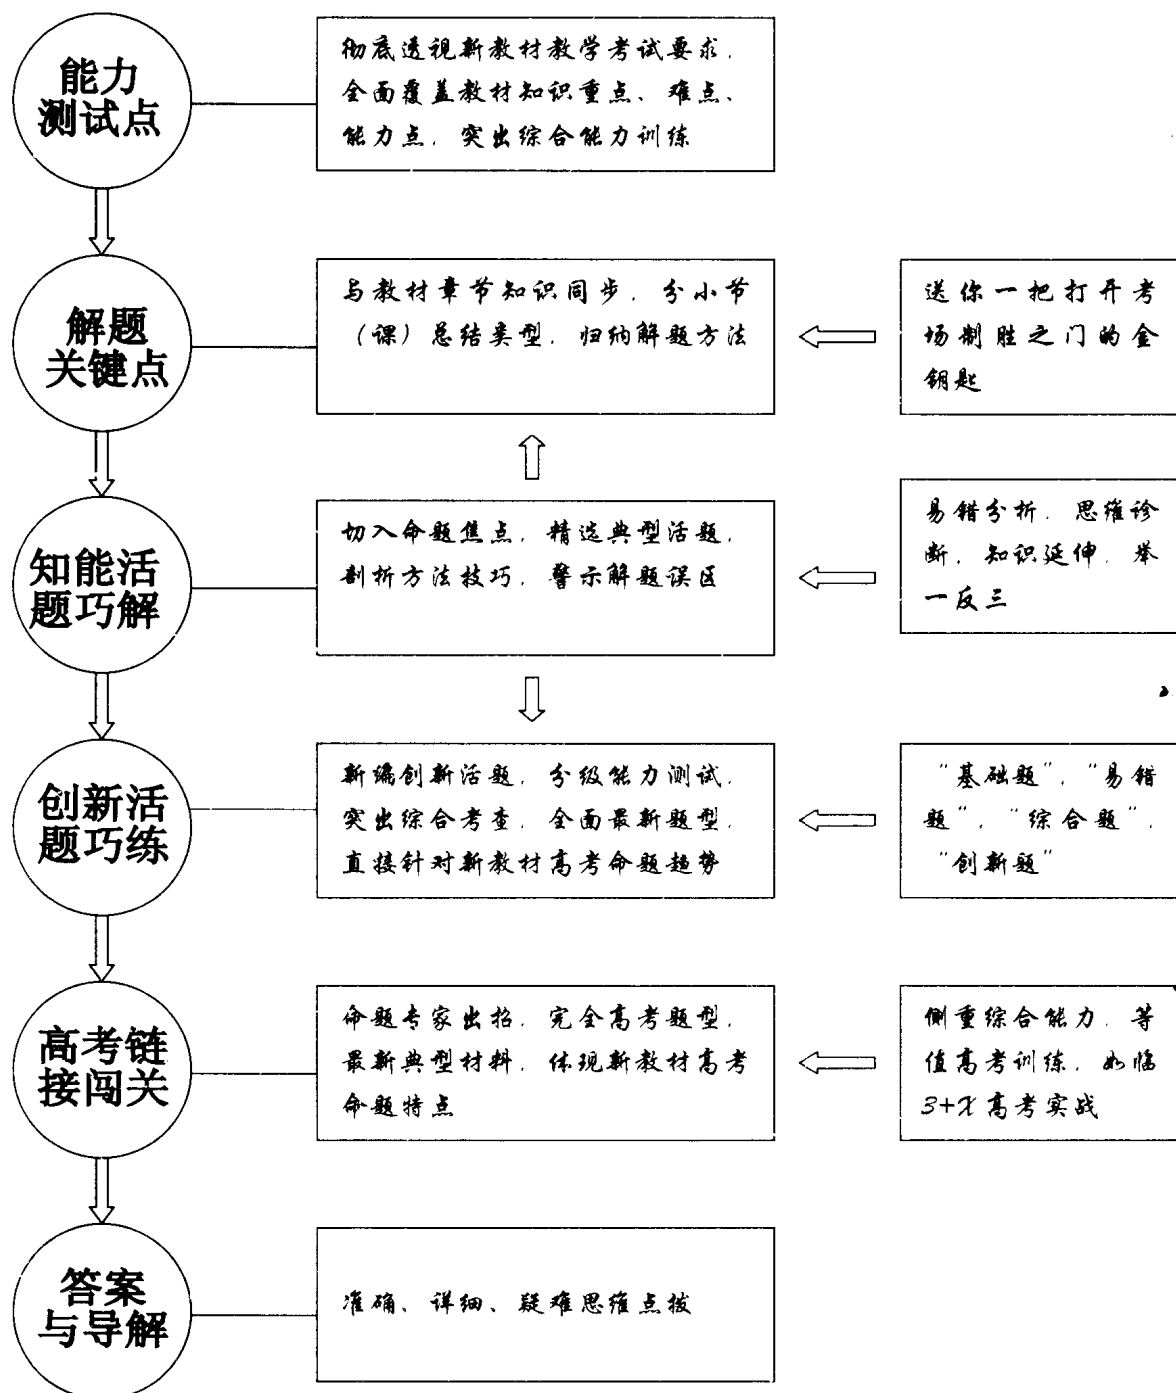 能力
测试点
彻底透视新教材教学考试要求，
全面覆盖教材知识重点、难点、
能力点，突出综合能力训练
解题
关键点
与教材章节知识同步，分小节
（课）总结类型，归纳解题方法
送你一把打开考
场制胜之门的金
钥匙
知能活
题巧解
切入命题焦点，精选典型活题，
剖析方法技巧，警示解题误区
易错分析，思维诊
断，知识延伸，举
一反三
创新活
题巧练
新编创新活题，分级能力测试，
突出综合考查，全面最新题型，
直接针对新教材高考命题趋势
“基础题”，“易错
题”，“综合题”，
“创新题”
高考链
接闯关
命题专家出招，完全高考题型，
最新典型材料，体现新教材高考
命题特点
侧重综合能力，等
值高考训练，如临
3+X高考实战
答案
与导解
准确、详细、疑难思维点拨